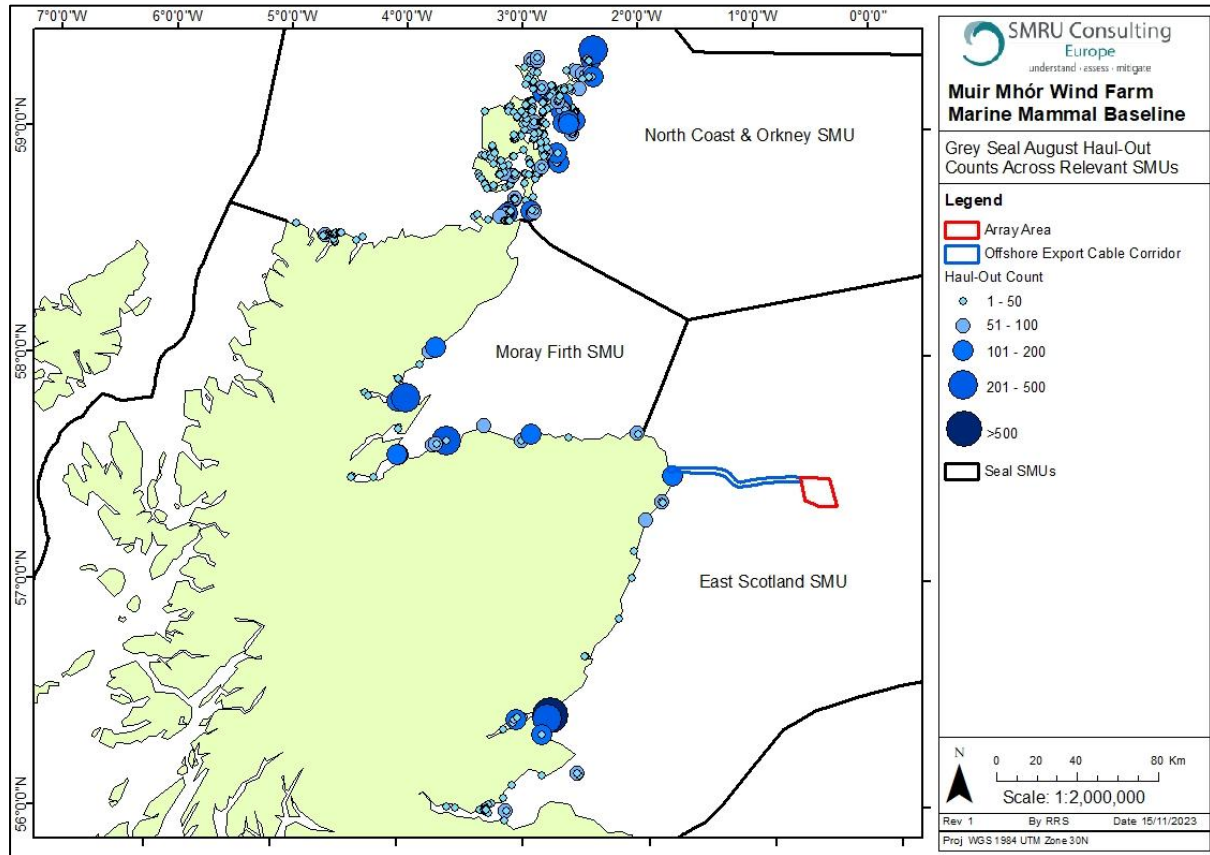 7°0'0"W 6°0'0"W 5°0'0"W 4°0'0"W 3°0'0"W 2°0'0"W 1°0'0"W 0°0'0"
59°0'0"N
58°0'0"N
57°0'0"N
56°0'0"N
North Coast & Orkney SMU
Moray Firth SMU
East Scotland SMU
SMRU Consulting
Europe
understand · assess · mitigate
Muir Mhór Wind Farm
Marine Mammal Baseline
Grey Seal August Haul-Out
Counts Across Relevant SMUs
Legend
Array Area
Offshore Export Cable Corridor
Haul-Out Count
1 - 50
51 - 100
101 - 200
201 - 500
>500
Seal SMUs
N
0 20 40 80 Km
Scale: 1:2,000,000
Rev 1 By RRS Date 15/11/2023
Proj WGS 1984 UTM Zone 30N